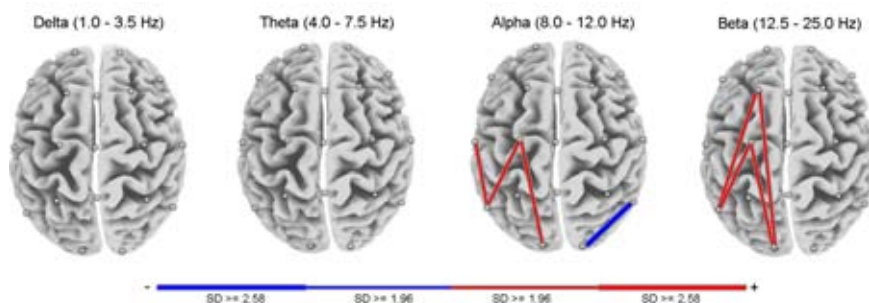 Delta (1.0 - 3.5 Hz) Theta (4.0 - 7.5 Hz) Alpha (8.0 - 12.0 Hz) Beta (12.5 - 25.0 Hz)
- +
SD >= 2.58 SD >= 1.96 SD >= 1.96 SD >= 2.58